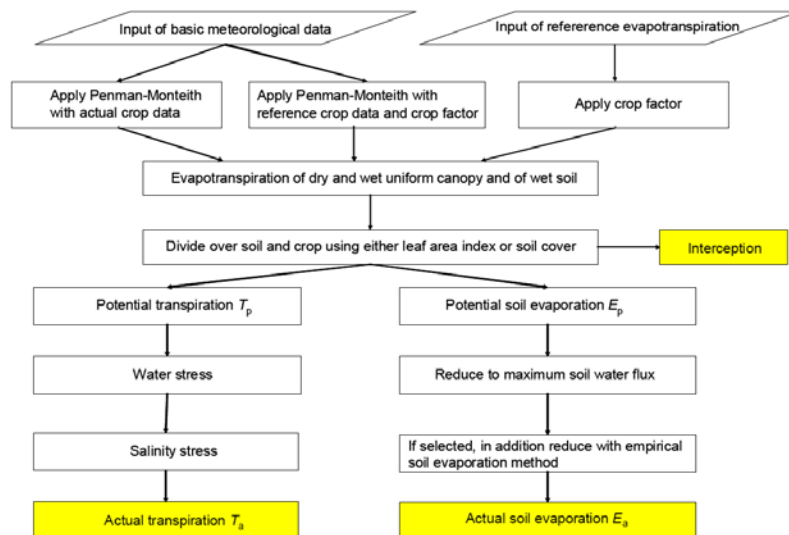 Input of basic meteorological data
Input of refererence evapotranspiration
Apply Penman-Monteith
with actual crop data
Apply Penman-Monteith with
reference crop data and crop factor
Apply crop factor
Evapotranspiration of dry and wet uniform canopy and of wet soil
Divide over soil and crop using either leaf area index or soil cover
Interception
Potential transpiration Tp
Potential soil evaporation Ep
Water stress
Reduce to maximum soil water flux
Salinity stress
If selected, in addition reduce with empirical
soil evaporation method
Actual transpiration Ta
Actual soil evaporation Ea